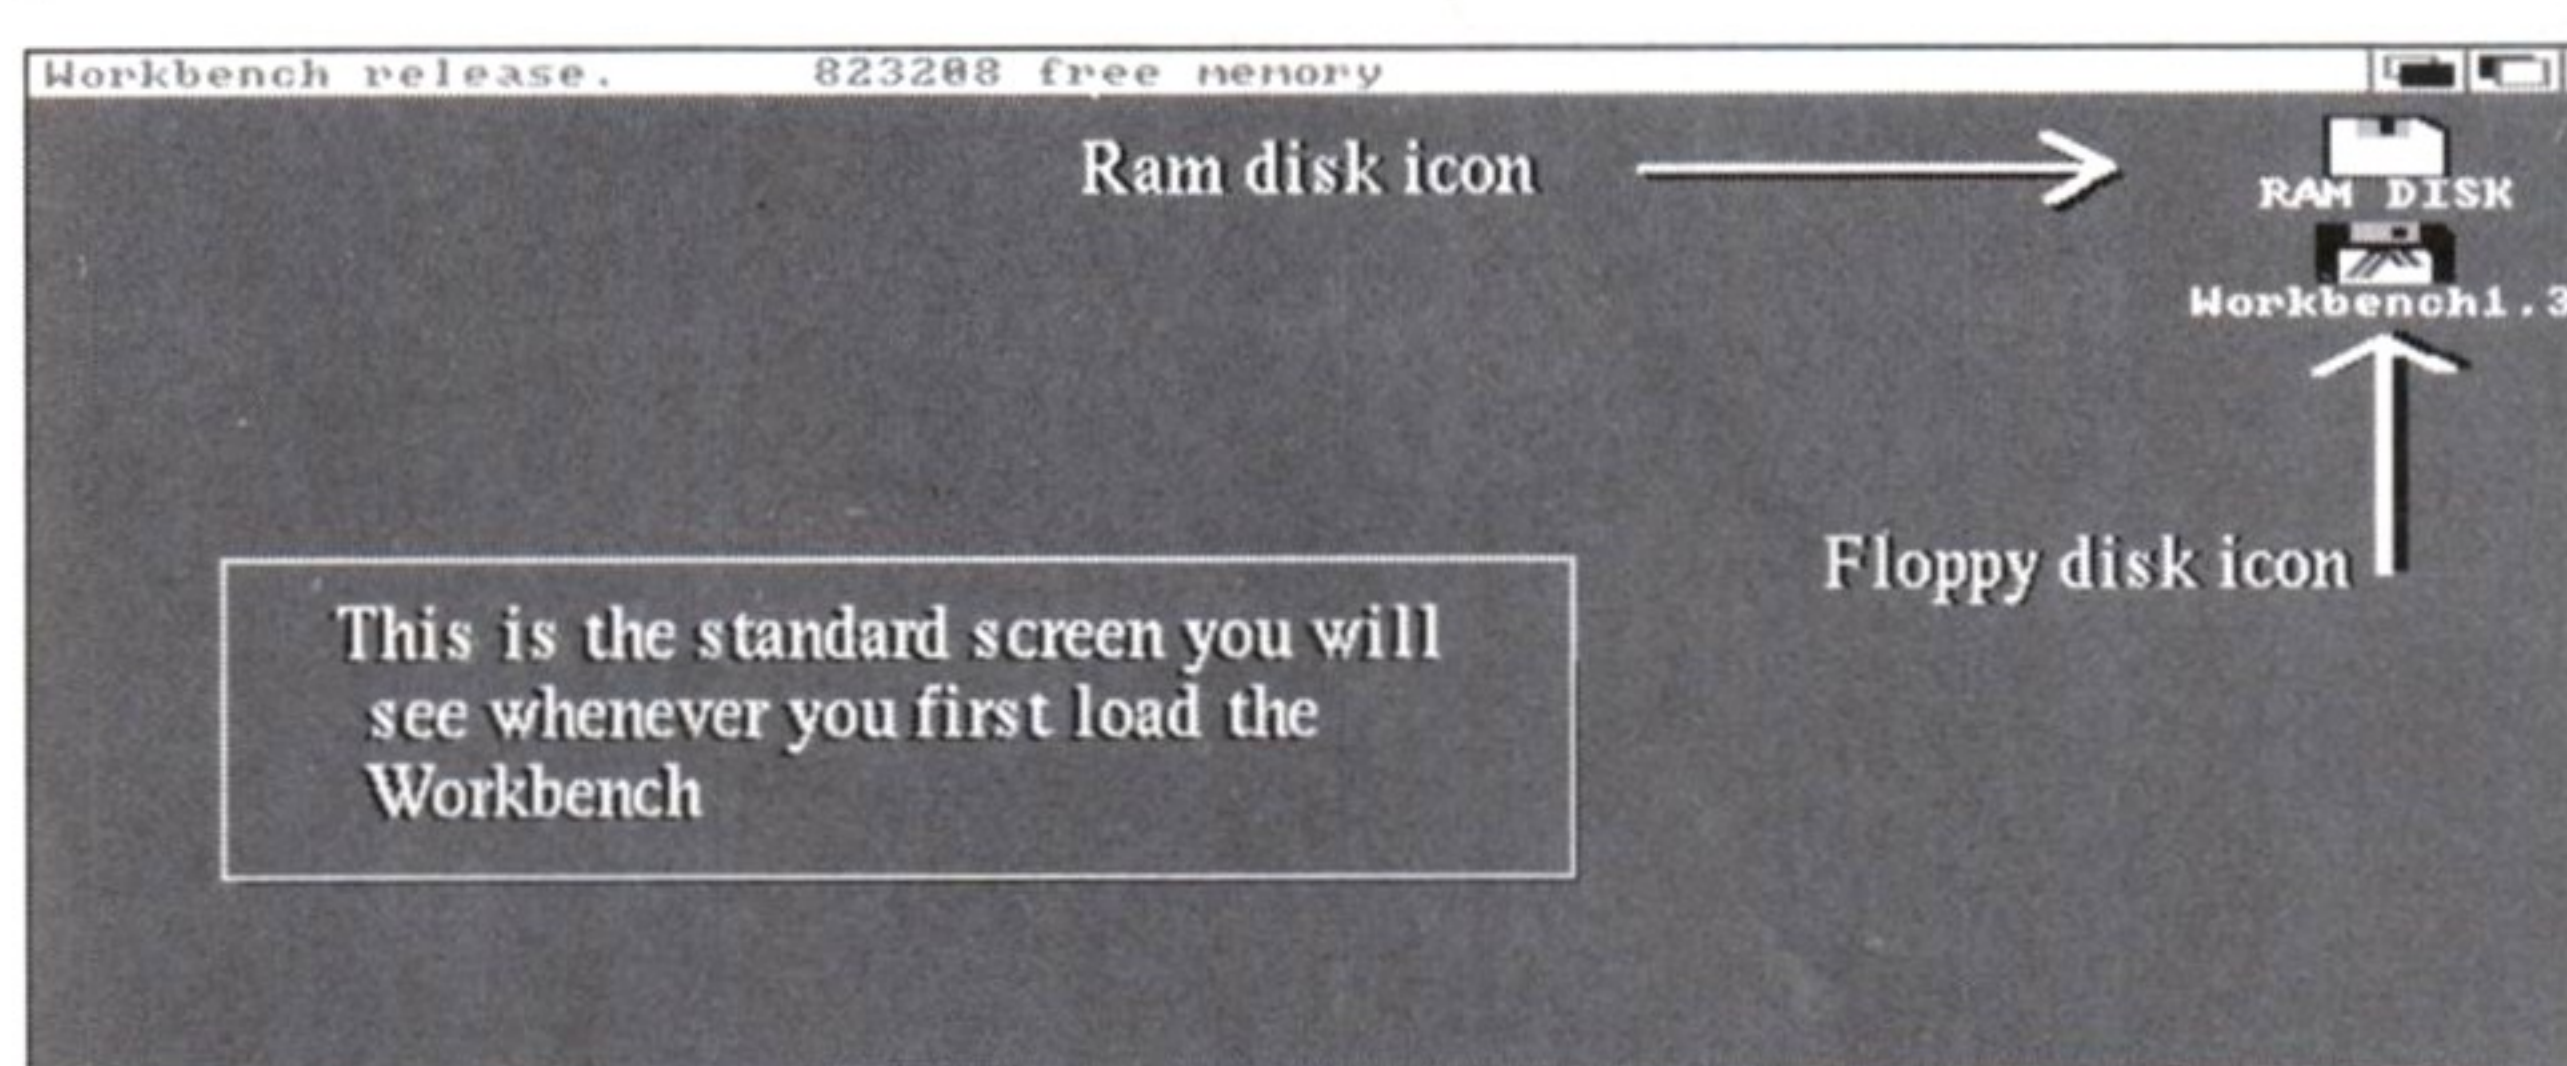 Workbench release. 823208 free memory
Ram disk icon
RAM DISK
Workbench1.3
Floppy disk icon
This is the standard screen you will
see whenever you first load the
Workbench